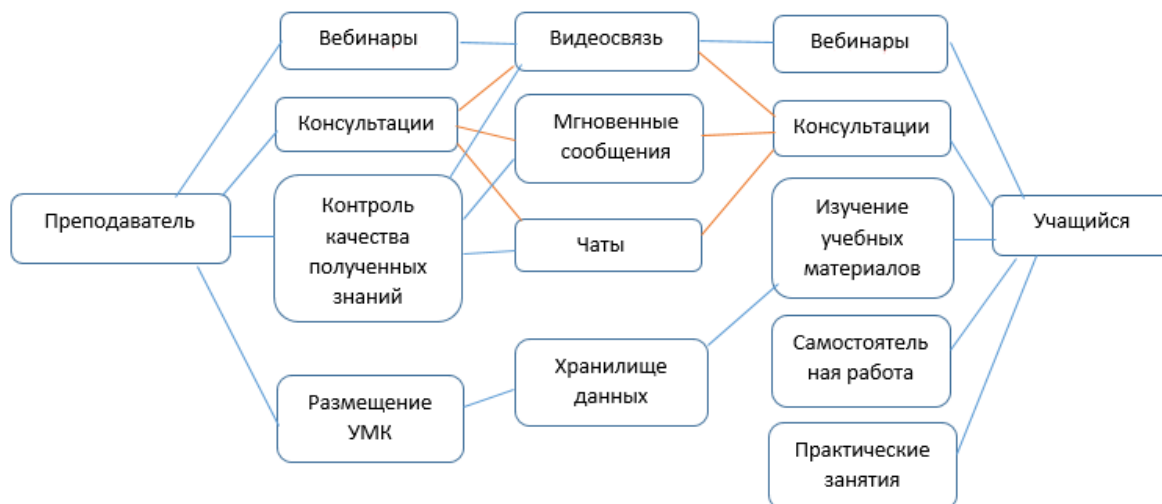 Вебинары
Видеосвязь
Вебинары
Консультации
Мгновенные
сообщения
Консультации
Преподаватель
Контроль
качества
полученных
знаний
Чаты
Изучение
учебных
материалов
Учащийся
Размещение
УМК
Хранилище
данных
Самостоятель
ная работа
Практические
занятия